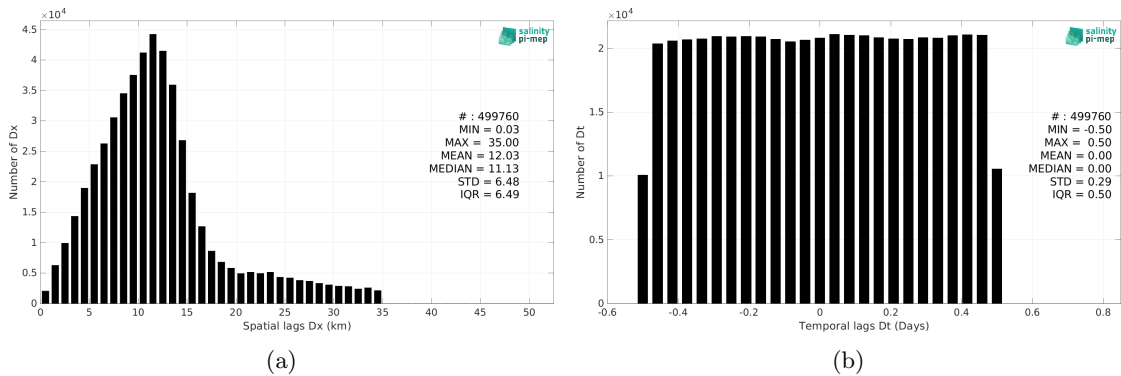 ×10⁴
4.5
4
3.5
3
2.5
2
1.5
1
0.5
0
Number of Dx
salinity
pi-mep
# : 499760
MIN = 0.03
MAX = 35.00
MEAN = 12.03
MEDIAN = 11.13
STD = 6.48
IQR = 6.49
0 5 10 15 20 25 30 35 40 45 50
Spatial lags Dx (km)
(a)
×10⁴
2
1.5
1
0.5
0
Number of Dt
salinity
pi-mep
# : 499760
MIN = -0.50
MAX = 0.50
MEAN = 0.00
MEDIAN = 0.00
STD = 0.29
IQR = 0.50
-0.6 -0.4 -0.2 0 0.2 0.4 0.6 0.8
Temporal lags Dt (Days)
(b)